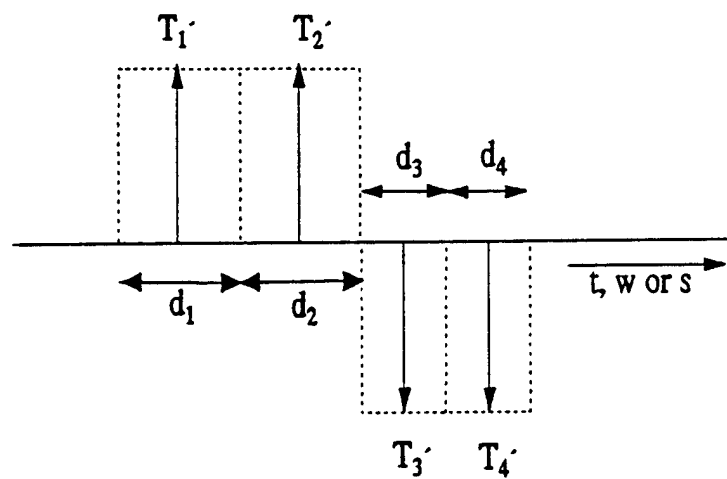 T₁′ T₂′
d₃ d₄
d₁ d₂ t, w or s
T₃′ T₄′